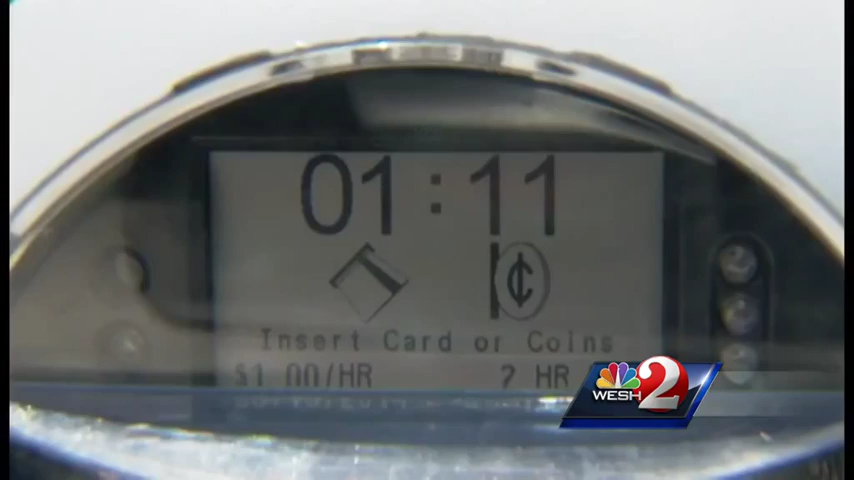 01:11
¢
Insert Card or Coins
$1.00/HR 2 HR
WESH 2